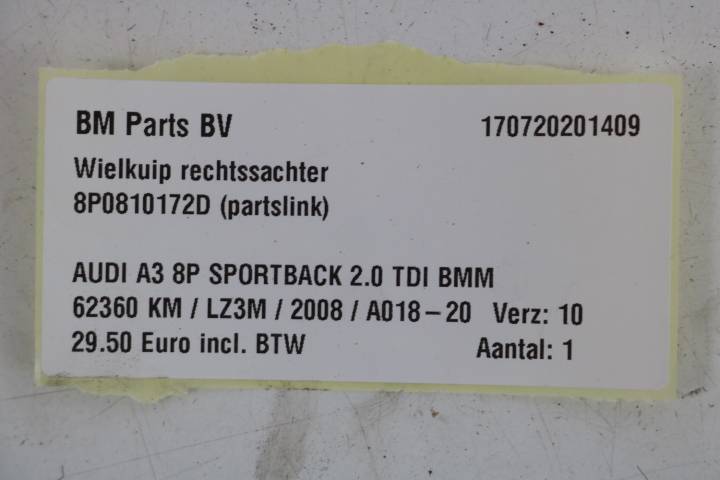 BM Parts BV 170720201409
Wielkuip rechtssachter
8P0810172D (partslink)
AUDI A3 8P SPORTBACK 2.0 TDI BMM
62360 KM / LZ3M / 2008 / A018-20 Verz: 10
29.50 Euro incl. BTW Aantal: 1